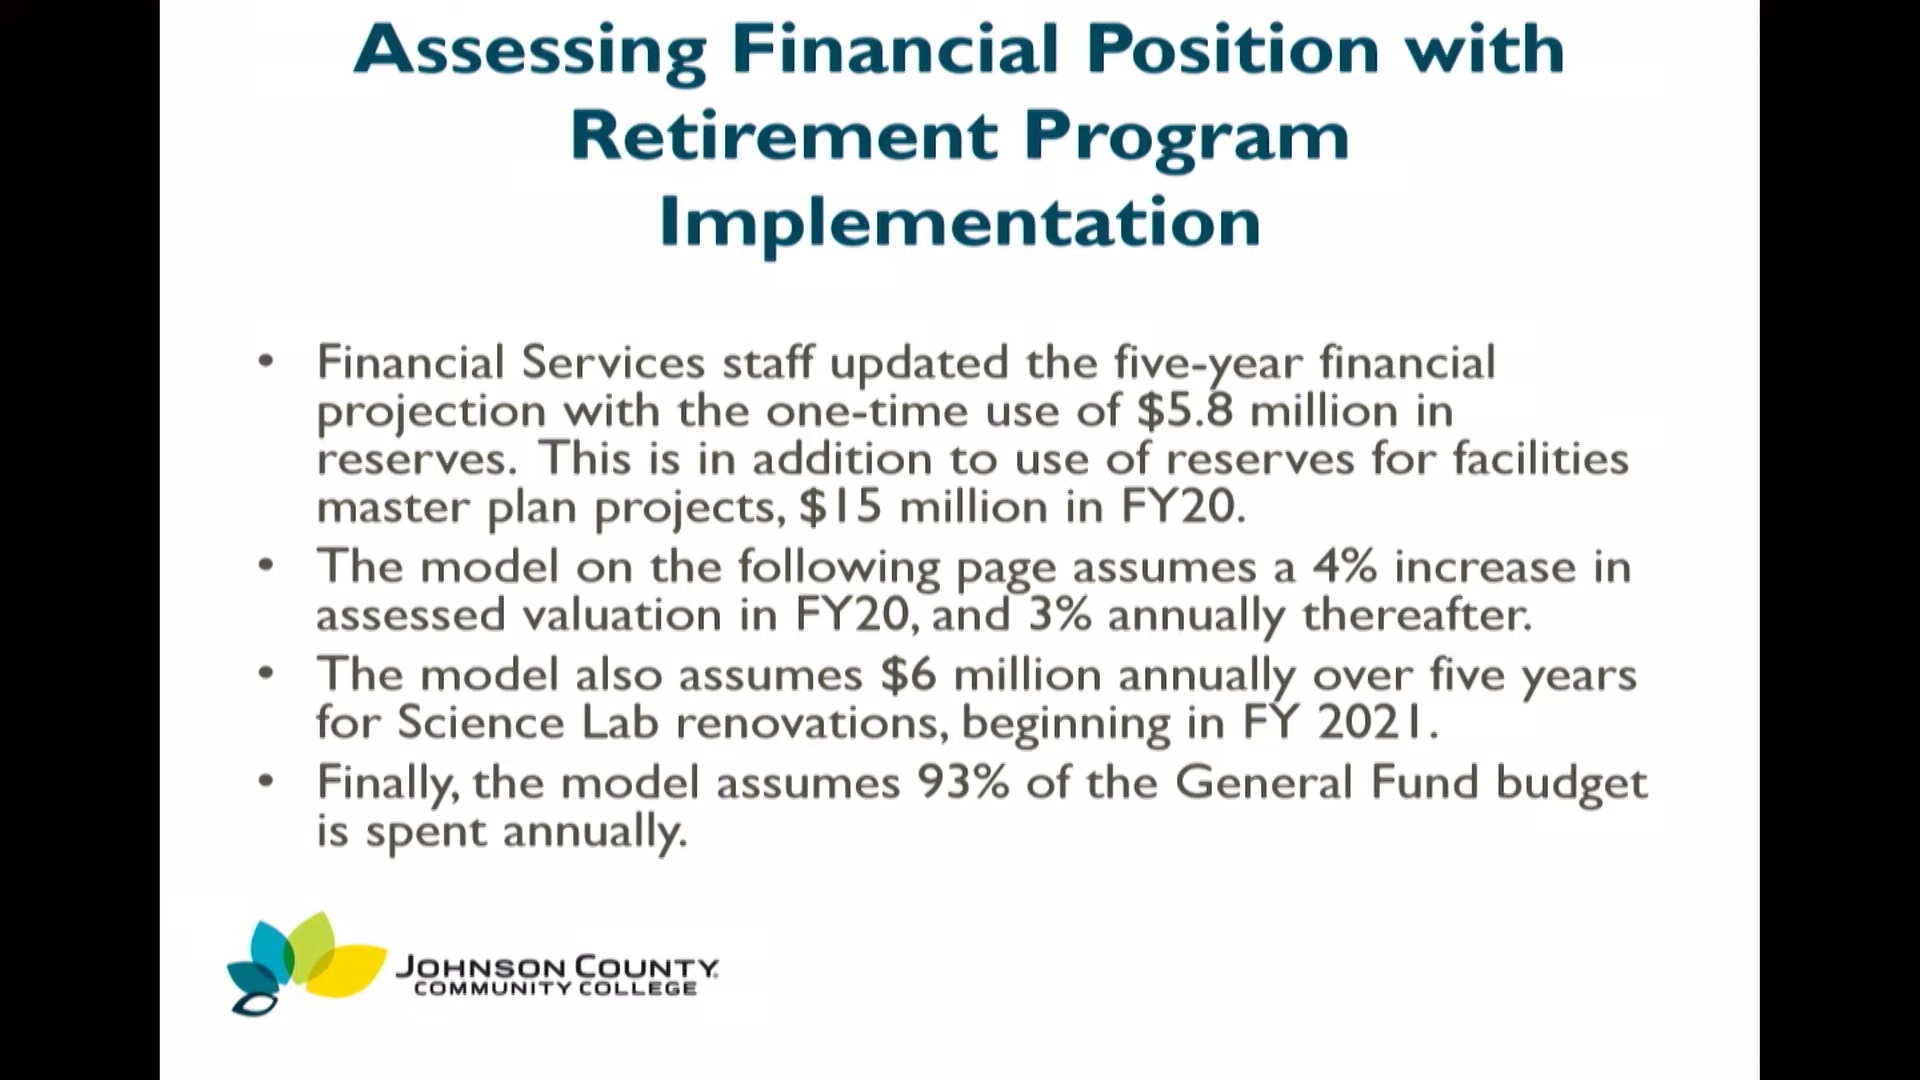 Assessing Financial Position with
Retirement Program
Implementation
• Financial Services staff updated the five-year financial
projection with the one-time use of $5.8 million in
reserves. This is in addition to use of reserves for facilities
master plan projects, $15 million in FY20.
• The model on the following page assumes a 4% increase in
assessed valuation in FY20, and 3% annually thereafter.
• The model also assumes $6 million annually over five years
for Science Lab renovations, beginning in FY 2021.
• Finally, the model assumes 93% of the General Fund budget
is spent annually.
JOHNSON COUNTY
COMMUNITY COLLEGE